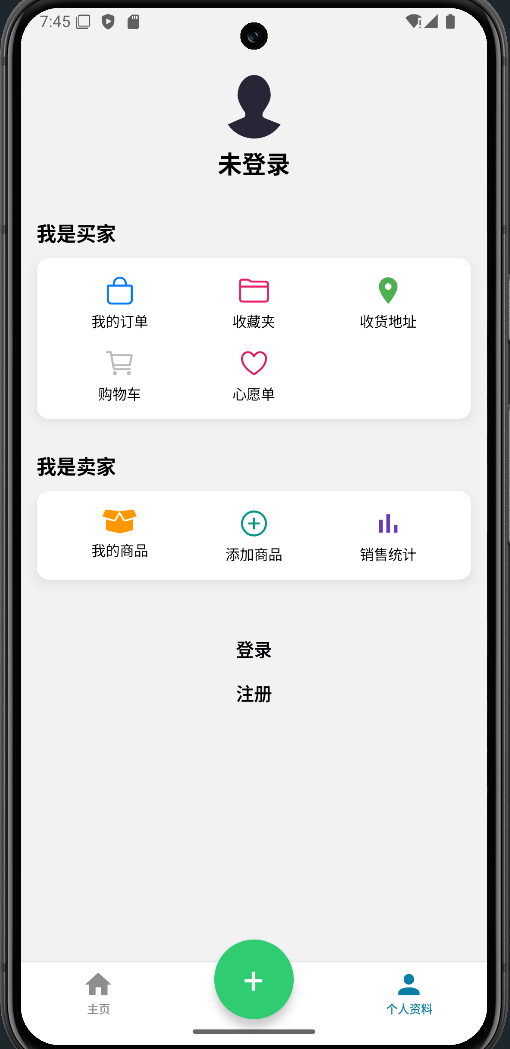 7:45
未登录
我是买家
我的订单 收藏夹 收货地址
购物车 心愿单
我是卖家
我的商品 添加商品 销售统计
登录
注册
主页 个人资料